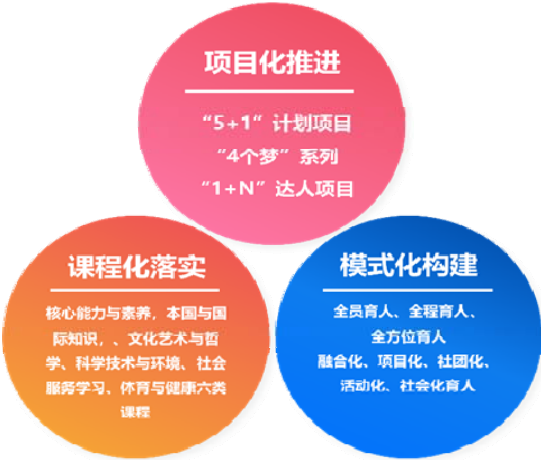 项目化推进
“5+1“计划项目
“4个梦”系列
“1+N”达人项目
课程化落实
核心能力与素养，本国与国
际知识，、文化艺术与哲
学、科学技术与环境、社会
服务学习、体育与健康六类
课程
模式化构建
全员育人、全程育人、
全方位育人
融合化、项目化、社团化、
活动化、社会化育人